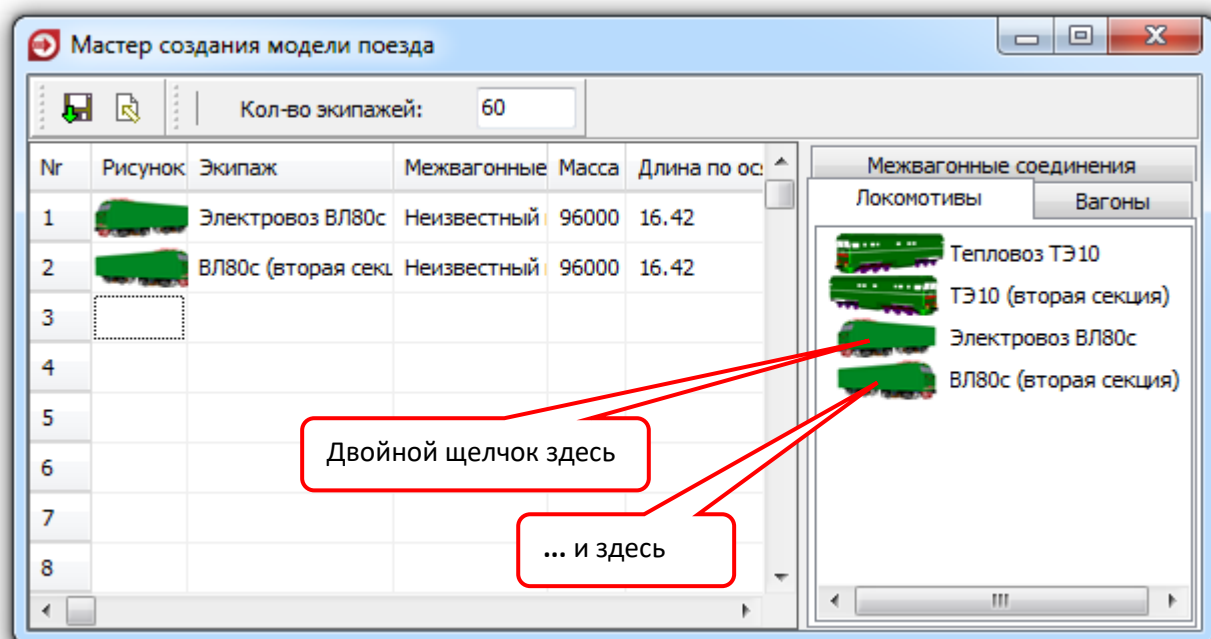 Мастер создания модели поезда
Кол-во экипажей: 60
Nr Рисунок Экипаж Межвагонные Масса Длина по ос
1 Электровоз ВЛ80с Неизвестный 96000 16.42
2 ВЛ80с (вторая секц Неизвестный 96000 16.42
3
4
5
6
7
8
Межвагонные соединения
Локомотивы Вагоны
Тепловоз ТЭ10
ТЭ10 (вторая секция)
Электровоз ВЛ80с
ВЛ80с (вторая секция)
Двойной щелчок здесь
... и здесь